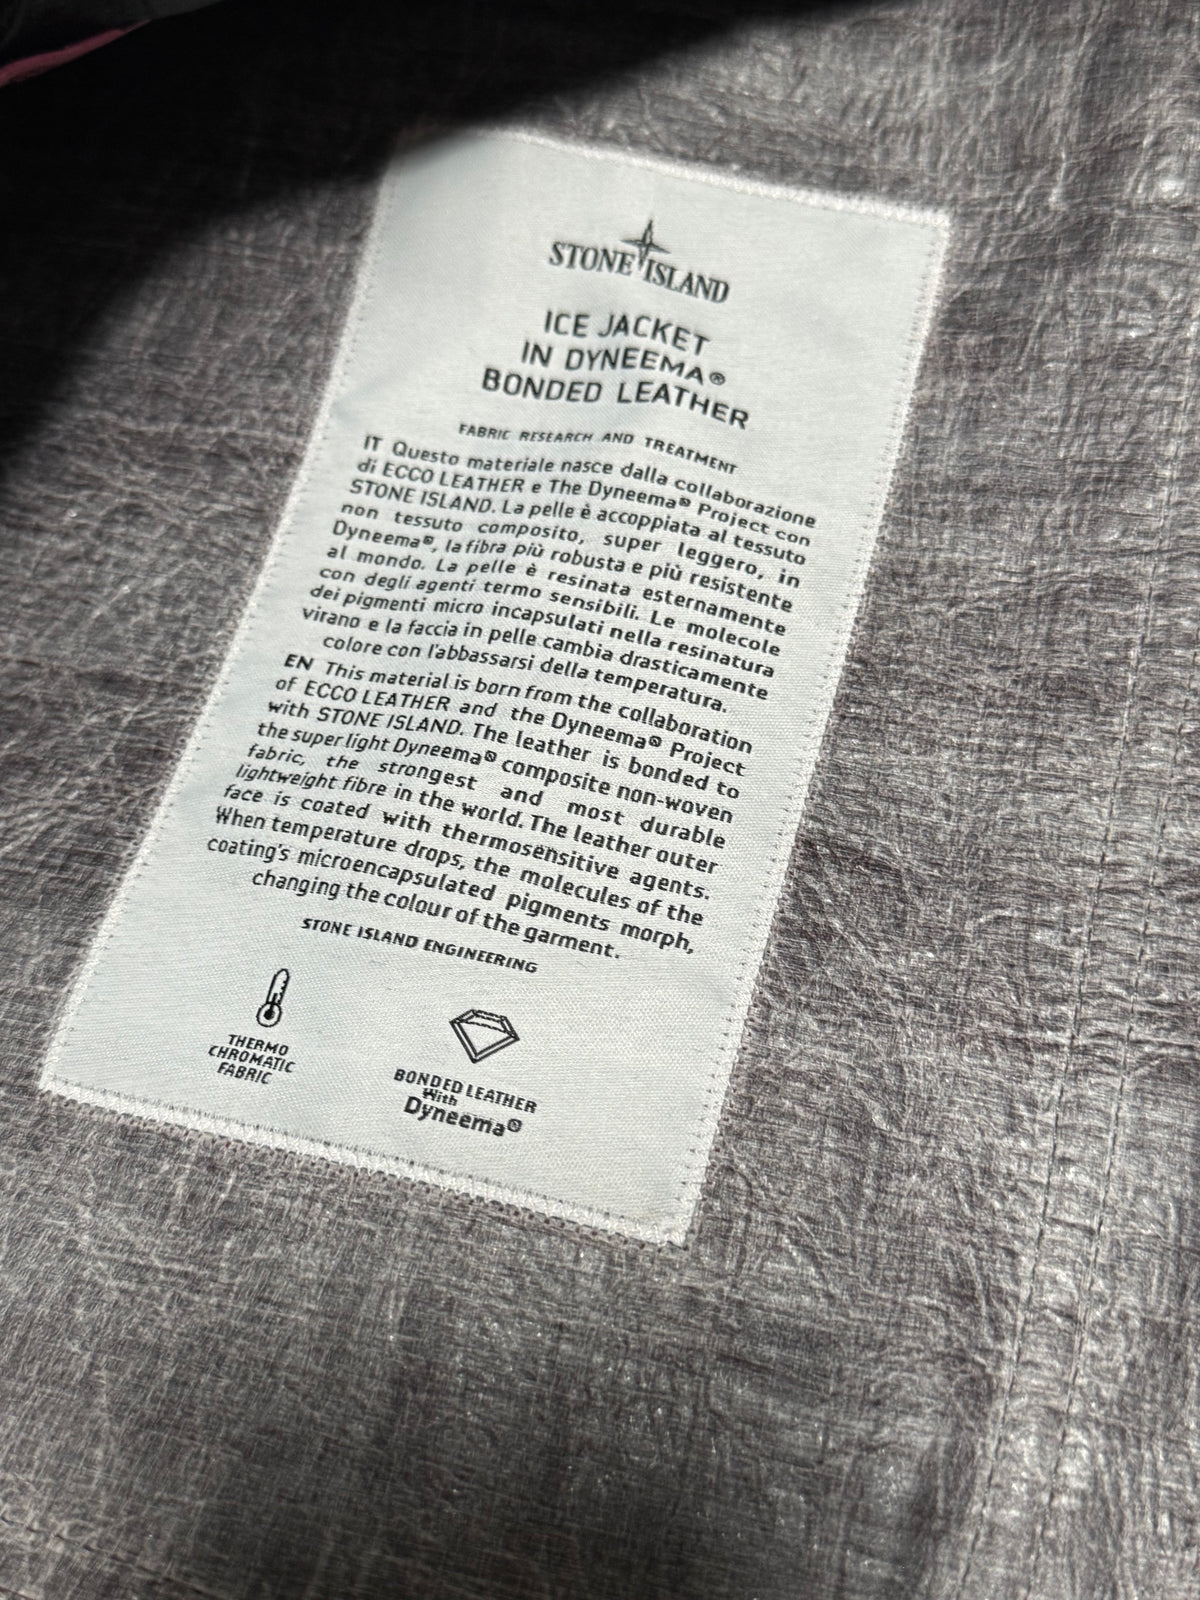 STONE ISLAND
ICE JACKET
IN DYNEEMA®
BONDED LEATHER
FABRIC RESEARCH AND TREATMENT
IT Questo materiale nasce dalla collaborazione
di ECCO LEATHER e The Dyneema® Project con
STONE ISLAND. La pelle è accoppiata al tessuto
non tessuto composito, super leggero, in
Dyneema®, la fibra più robusta e più resistente
al mondo. La pelle è resinata esternamente
con degli agenti termo sensibili. Le molecole
dei pigmenti micro incapsulati nella resinatura
virano e la faccia in pelle cambia drasticamente
colore con l'abbassarsi della temperatura.
EN This material is born from the collaboration
of ECCO LEATHER and the Dyneema® Project
with STONE ISLAND. The leather is bonded to
the super light Dyneema® composite non-woven
fabric, the strongest and most durable
lightweight fibre in the world. The leather outer
face is coated with thermosensitive agents.
When temperature drops, the molecules of the
coating's microencapsulated pigments morph,
changing the colour of the garment.
STONE ISLAND ENGINEERING
THERMO
CHROMATIC
FABRIC
BONDED LEATHER
With
Dyneema®